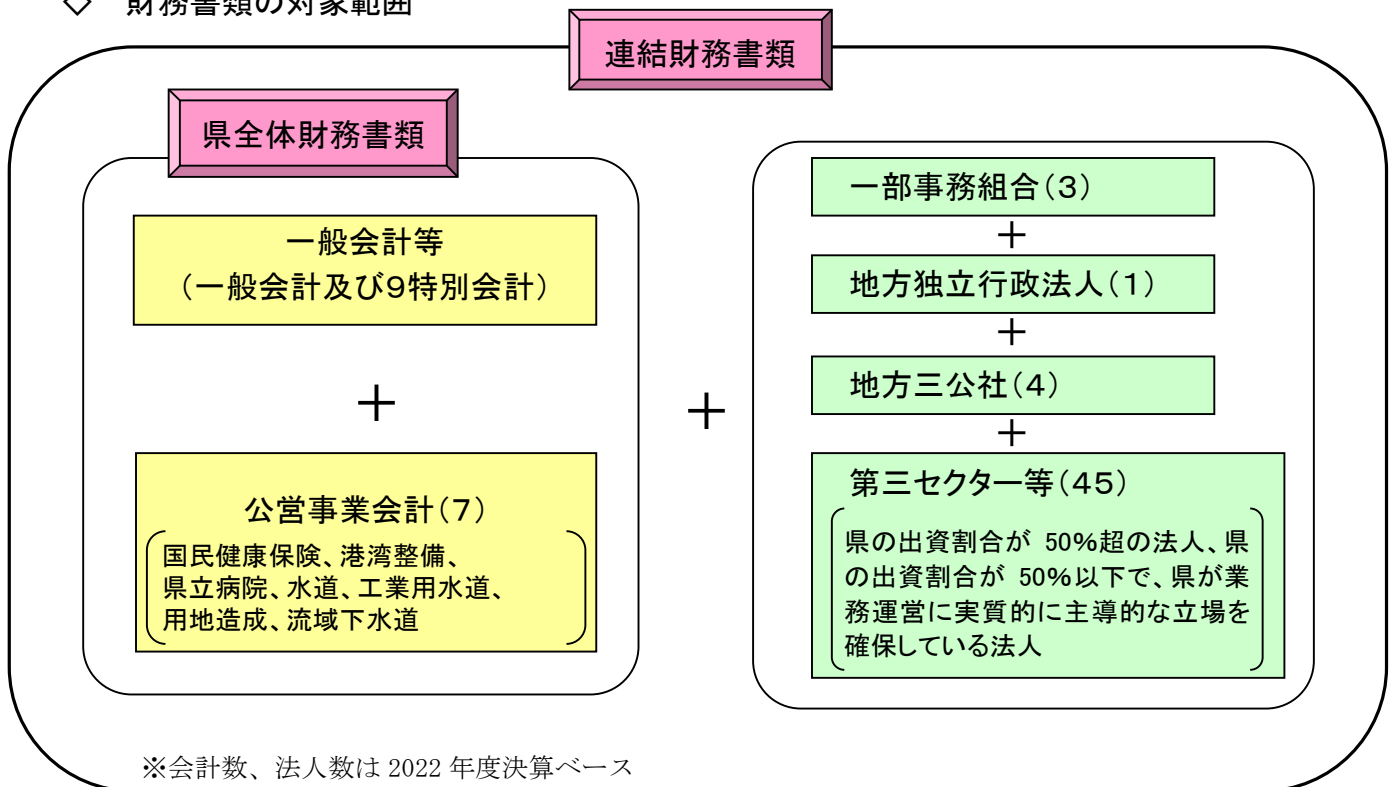 ◇ 財務書類の対象範囲
連結財務書類
県全体財務書類
一般会計等
(一般会計及び9特別会計)
＋
公営事業会計(7)
国民健康保険、港湾整備、
県立病院、水道、工業用水道、
用地造成、流域下水道
＋
一部事務組合(3)
＋
地方独立行政法人(1)
＋
地方三公社(4)
＋
第三セクター等(45)
県の出資割合が 50%超の法人、県
の出資割合が 50%以下で、県が業
務運営に実質的に主導的な立場を
確保している法人
※会計数、法人数は 2022 年度決算ベース